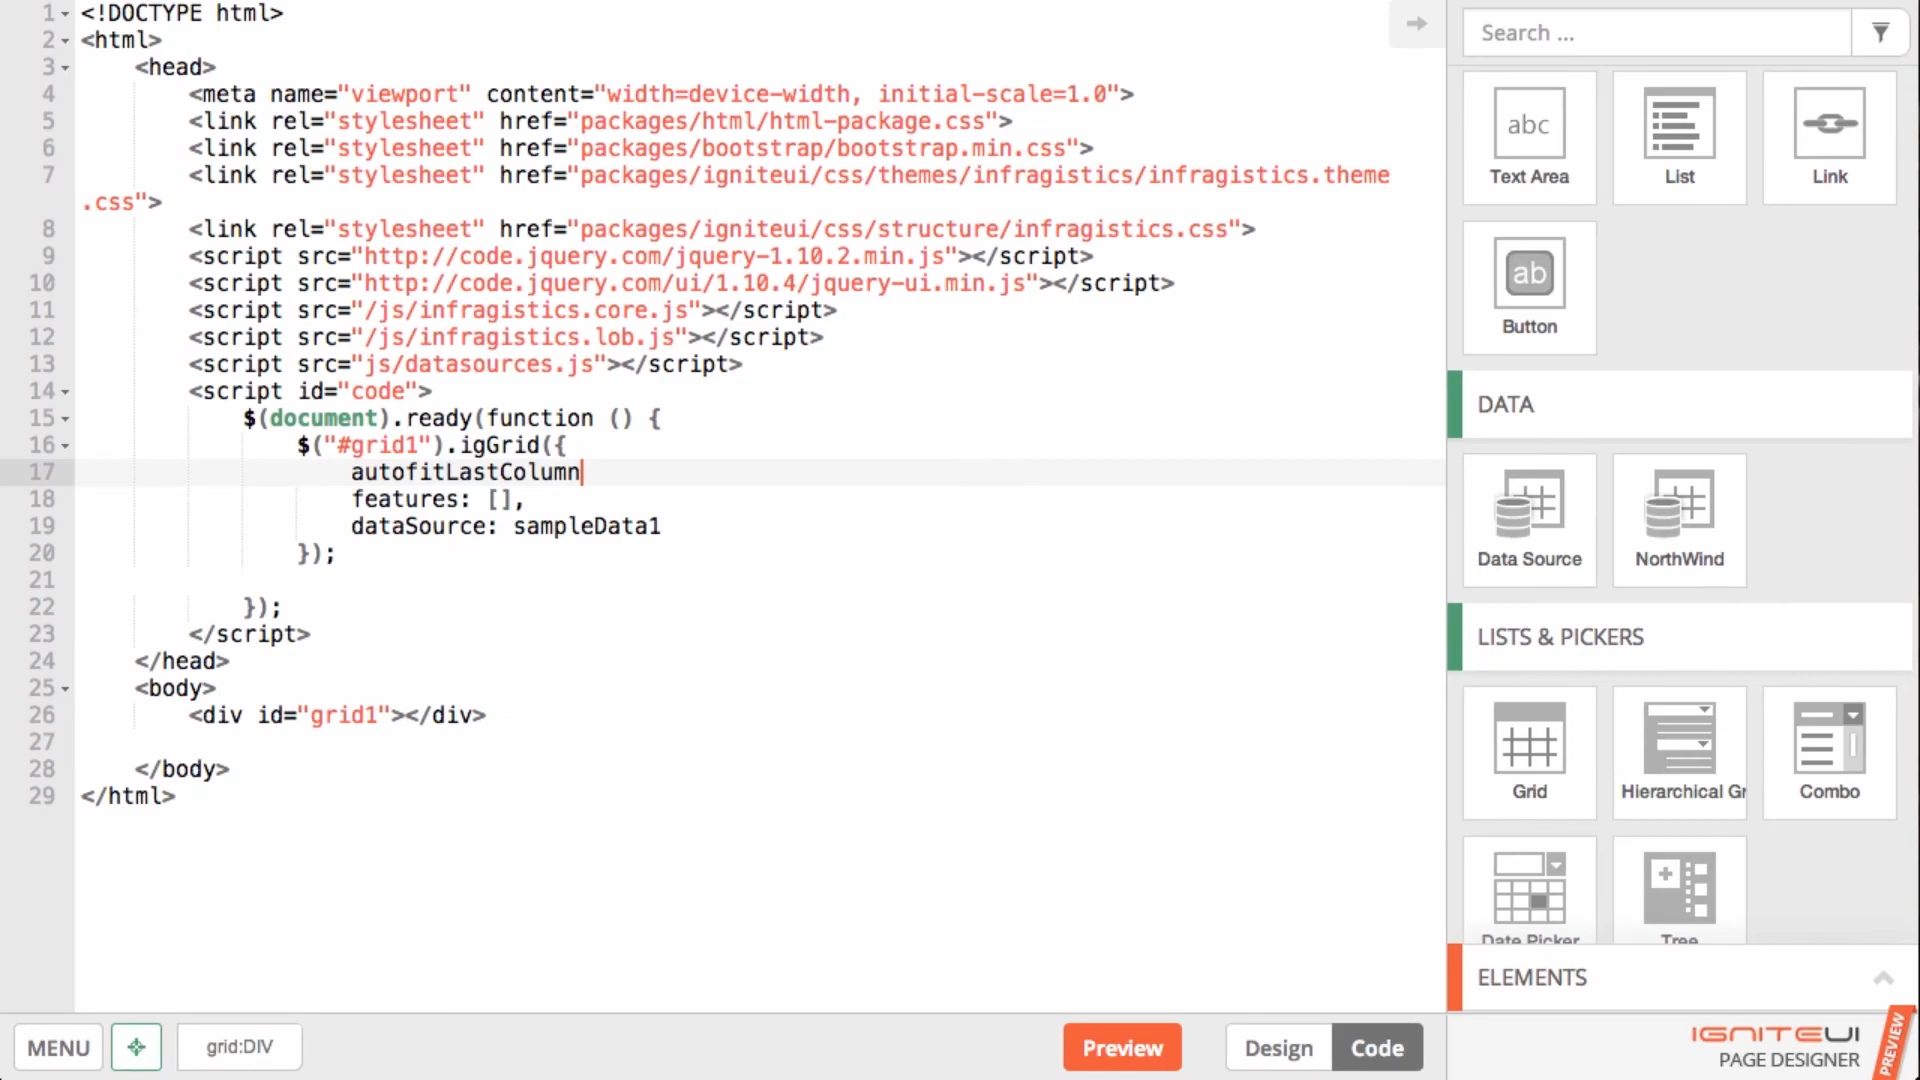 1 <!DOCTYPE html>
2 <html>
3 <head>
4 <meta name="viewport" content="width=device-width, initial-scale=1.0">
5 <link rel="stylesheet" href="packages/html/html-package.css">
6 <link rel="stylesheet" href="packages/bootstrap/bootstrap.min.css">
7 <link rel="stylesheet" href="packages/igniteui/css/themes/infragistics/infragistics.theme
.css">
8 <link rel="stylesheet" href="packages/igniteui/css/structure/infragistics.css">
9 <script src="http://code.jquery.com/jquery-1.10.2.min.js"></script>
10 <script src="http://code.jquery.com/ui/1.10.4/jquery-ui.min.js"></script>
11 <script src="/js/infragistics.core.js"></script>
12 <script src="/js/infragistics.lob.js"></script>
13 <script src="js/datasources.js"></script>
14 <script id="code">
15 $(document).ready(function () {
16 $("#grid1").igGrid({
17 autofitLastColumn
18 features: [],
19 dataSource: sampleData1
20 });
21
22 });
23 </script>
24 </head>
25 <body>
26 <div id="grid1"></div>
27
28 </body>
29 </html>
Search ...
abc
Text Area
List
Link
ab
Button
DATA
Data Source
NorthWind
LISTS & PICKERS
Grid
Hierarchical Gr
Combo
Date Picker
Tree
ELEMENTS
MENU
grid:DIV
Preview
Design
Code
IGNITEUI
PAGE DESIGNER
PREVIEW